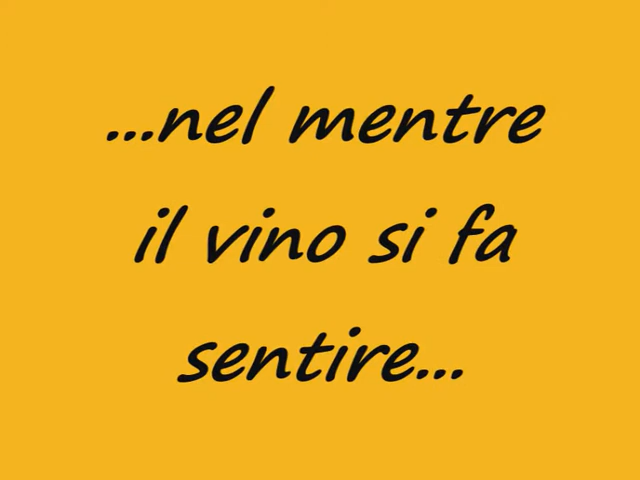 ...nel mentre
il vino si fa
sentire...